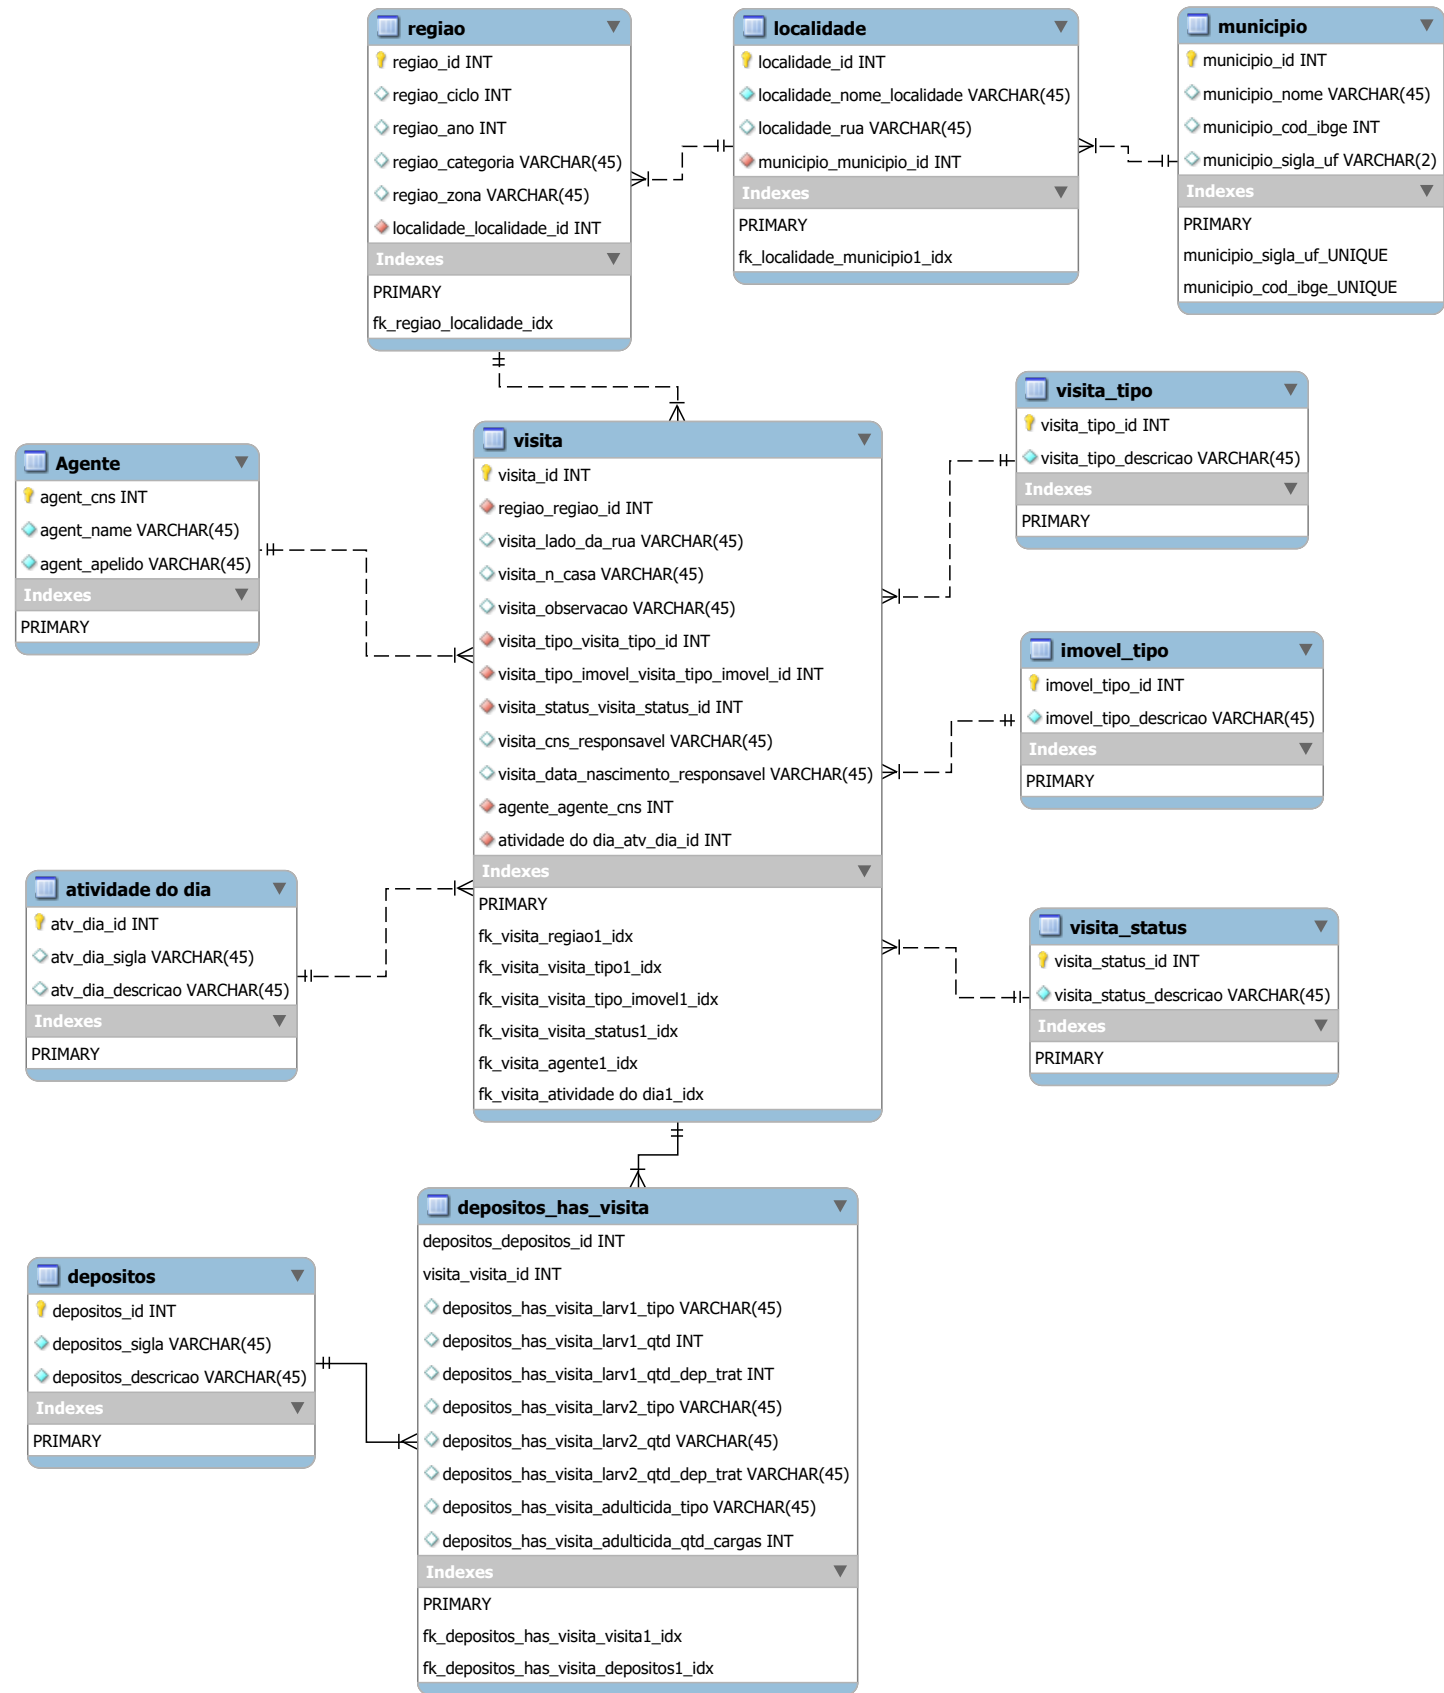 regiao
regiao_id INT
regiao_ciclo INT
regiao_ano INT
regiao_categoria VARCHAR(45)
regiao_zona VARCHAR(45)
localidade_localidade_id INT
Indexes
PRIMARY
fk_regiao_localidade_idx
localidade
localidade_id INT
localidade_nome_localidade VARCHAR(45)
localidade_rua VARCHAR(45)
municipio_municipio_id INT
Indexes
PRIMARY
fk_localidade_municipio1_idx
municipio
municipio_id INT
municipio_nome VARCHAR(45)
municipio_cod_ibge INT
municipio_sigla_uf VARCHAR(2)
Indexes
PRIMARY
municipio_sigla_uf_UNIQUE
municipio_cod_ibge_UNIQUE
Agente
agent_cns INT
agent_name VARCHAR(45)
agent_apelido VARCHAR(45)
Indexes
PRIMARY
visita
visita_id INT
regiao_regiao_id INT
visita_lado_da_rua VARCHAR(45)
visita_n_casa VARCHAR(45)
visita_observacao VARCHAR(45)
visita_tipo_visita_tipo_id INT
visita_tipo_imovel_visita_tipo_imovel_id INT
visita_status_visita_status_id INT
visita_cns_responsavel VARCHAR(45)
visita_data_nascimento_responsavel VARCHAR(45)
agente_agente_cns INT
atividade do dia_atv_dia_id INT
Indexes
PRIMARY
fk_visita_regiao1_idx
fk_visita_visita_tipo1_idx
fk_visita_visita_tipo_imovel1_idx
fk_visita_visita_status1_idx
fk_visita_agente1_idx
fk_visita_atividade do dia1_idx
visita_tipo
visita_tipo_id INT
visita_tipo_descricao VARCHAR(45)
Indexes
PRIMARY
imovel_tipo
imovel_tipo_id INT
imovel_tipo_descricao VARCHAR(45)
Indexes
PRIMARY
atividade do dia
atv_dia_id INT
atv_dia_sigla VARCHAR(45)
atv_dia_descricao VARCHAR(45)
Indexes
PRIMARY
visita_status
visita_status_id INT
visita_status_descricao VARCHAR(45)
Indexes
PRIMARY
depositos
depositos_id INT
depositos_sigla VARCHAR(45)
depositos_descricao VARCHAR(45)
Indexes
PRIMARY
depositos_has_visita
depositos_depositos_id INT
visita_visita_id INT
depositos_has_visita_larv1_tipo VARCHAR(45)
depositos_has_visita_larv1_qtd INT
depositos_has_visita_larv1_qtd_dep_trat INT
depositos_has_visita_larv2_tipo VARCHAR(45)
depositos_has_visita_larv2_qtd VARCHAR(45)
depositos_has_visita_larv2_qtd_dep_trat VARCHAR(45)
depositos_has_visita_adulticida_tipo VARCHAR(45)
depositos_has_visita_adulticida_qtd_cargas INT
Indexes
PRIMARY
fk_depositos_has_visita_visita1_idx
fk_depositos_has_visita_depositos1_idx